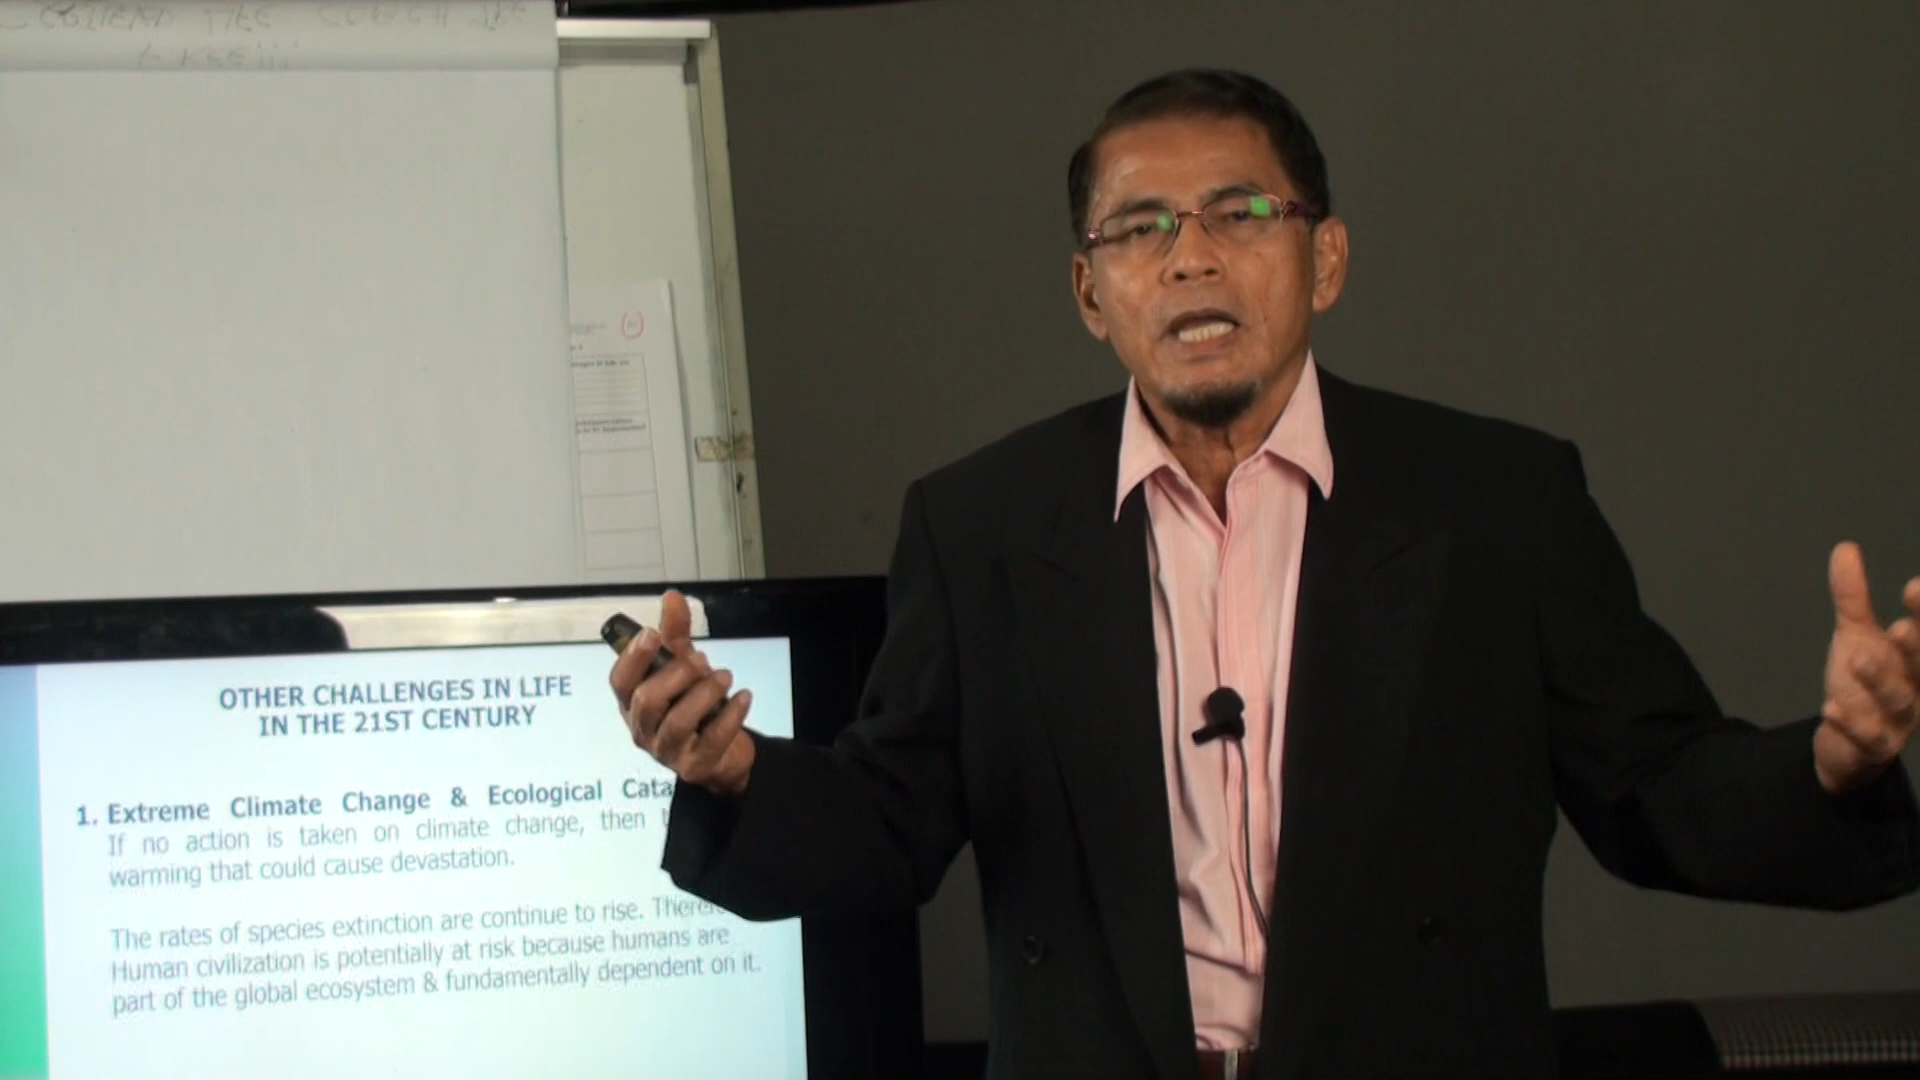 OTHER CHALLENGES IN LIFE
IN THE 21ST CENTURY
1. Extreme Climate Change & Ecological
If no action is taken on climate change, then
warming that could cause devastation.
The rates of species extinction are continue to rise.
Human civilization is potentially at risk because humans are
part of the global ecosystem & fundamentally dependent on it.